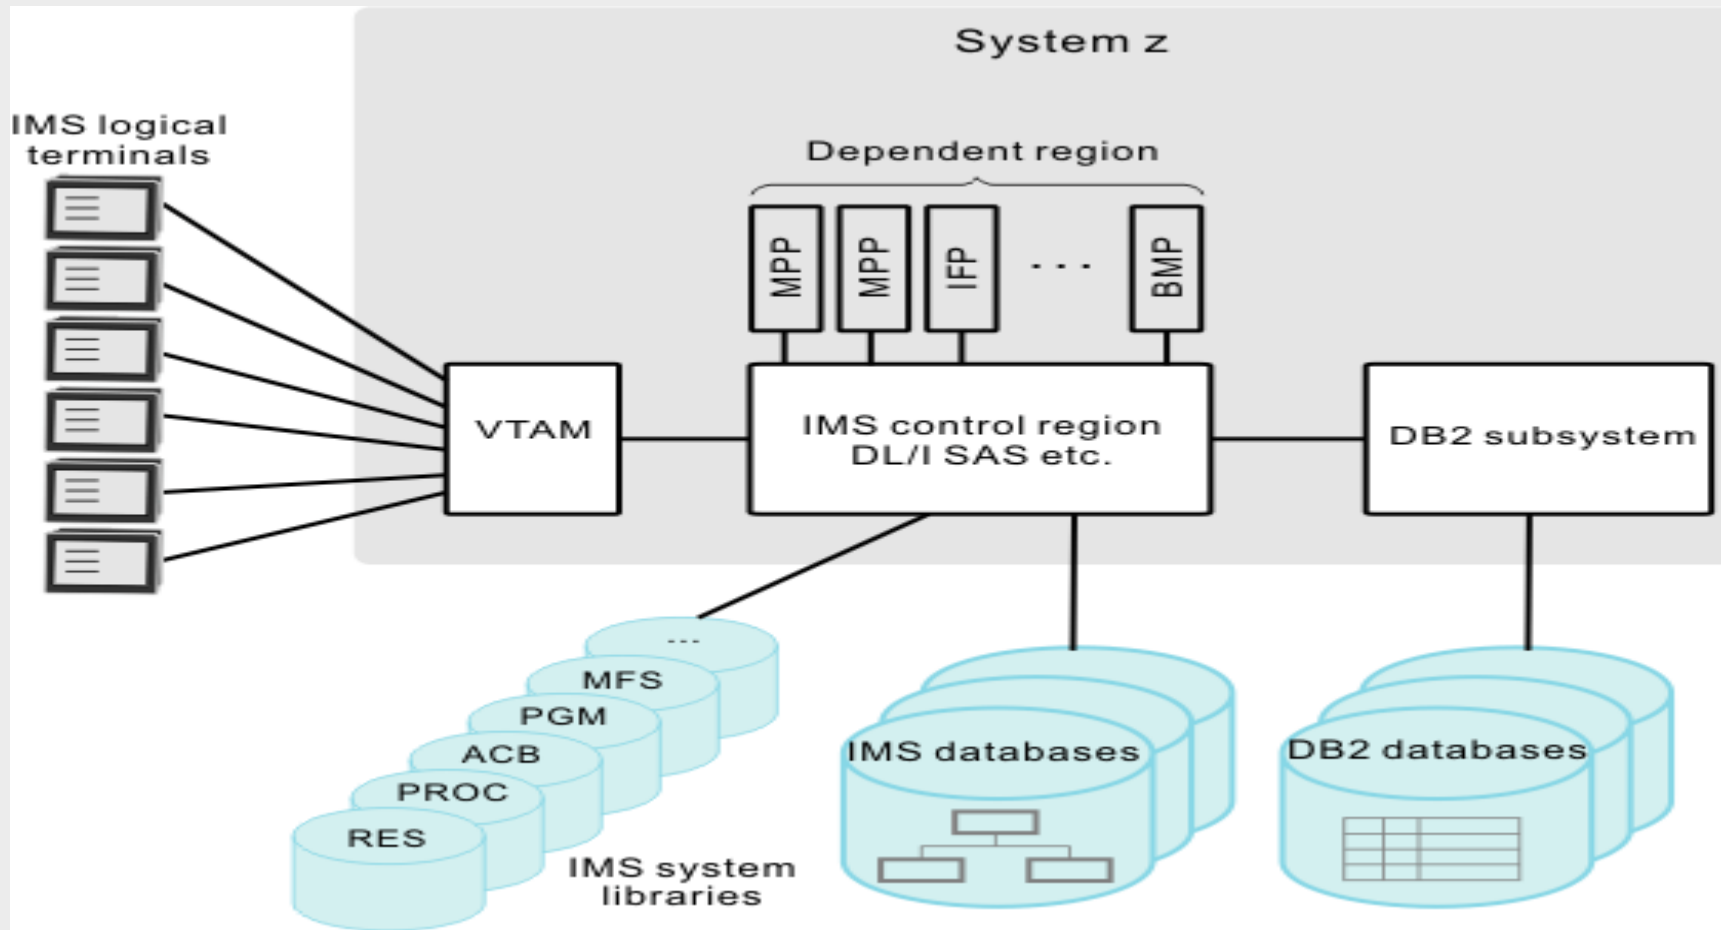 System z
IMS logical
terminals
Dependent region
MPP
MPP
IFP
. . .
BMP
VTAM
IMS control region
DL/I SAS etc.
DB2 subsystem
...
MFS
PGM
ACB
PROC
RES
IMS system
libraries
IMS databases
DB2 databases